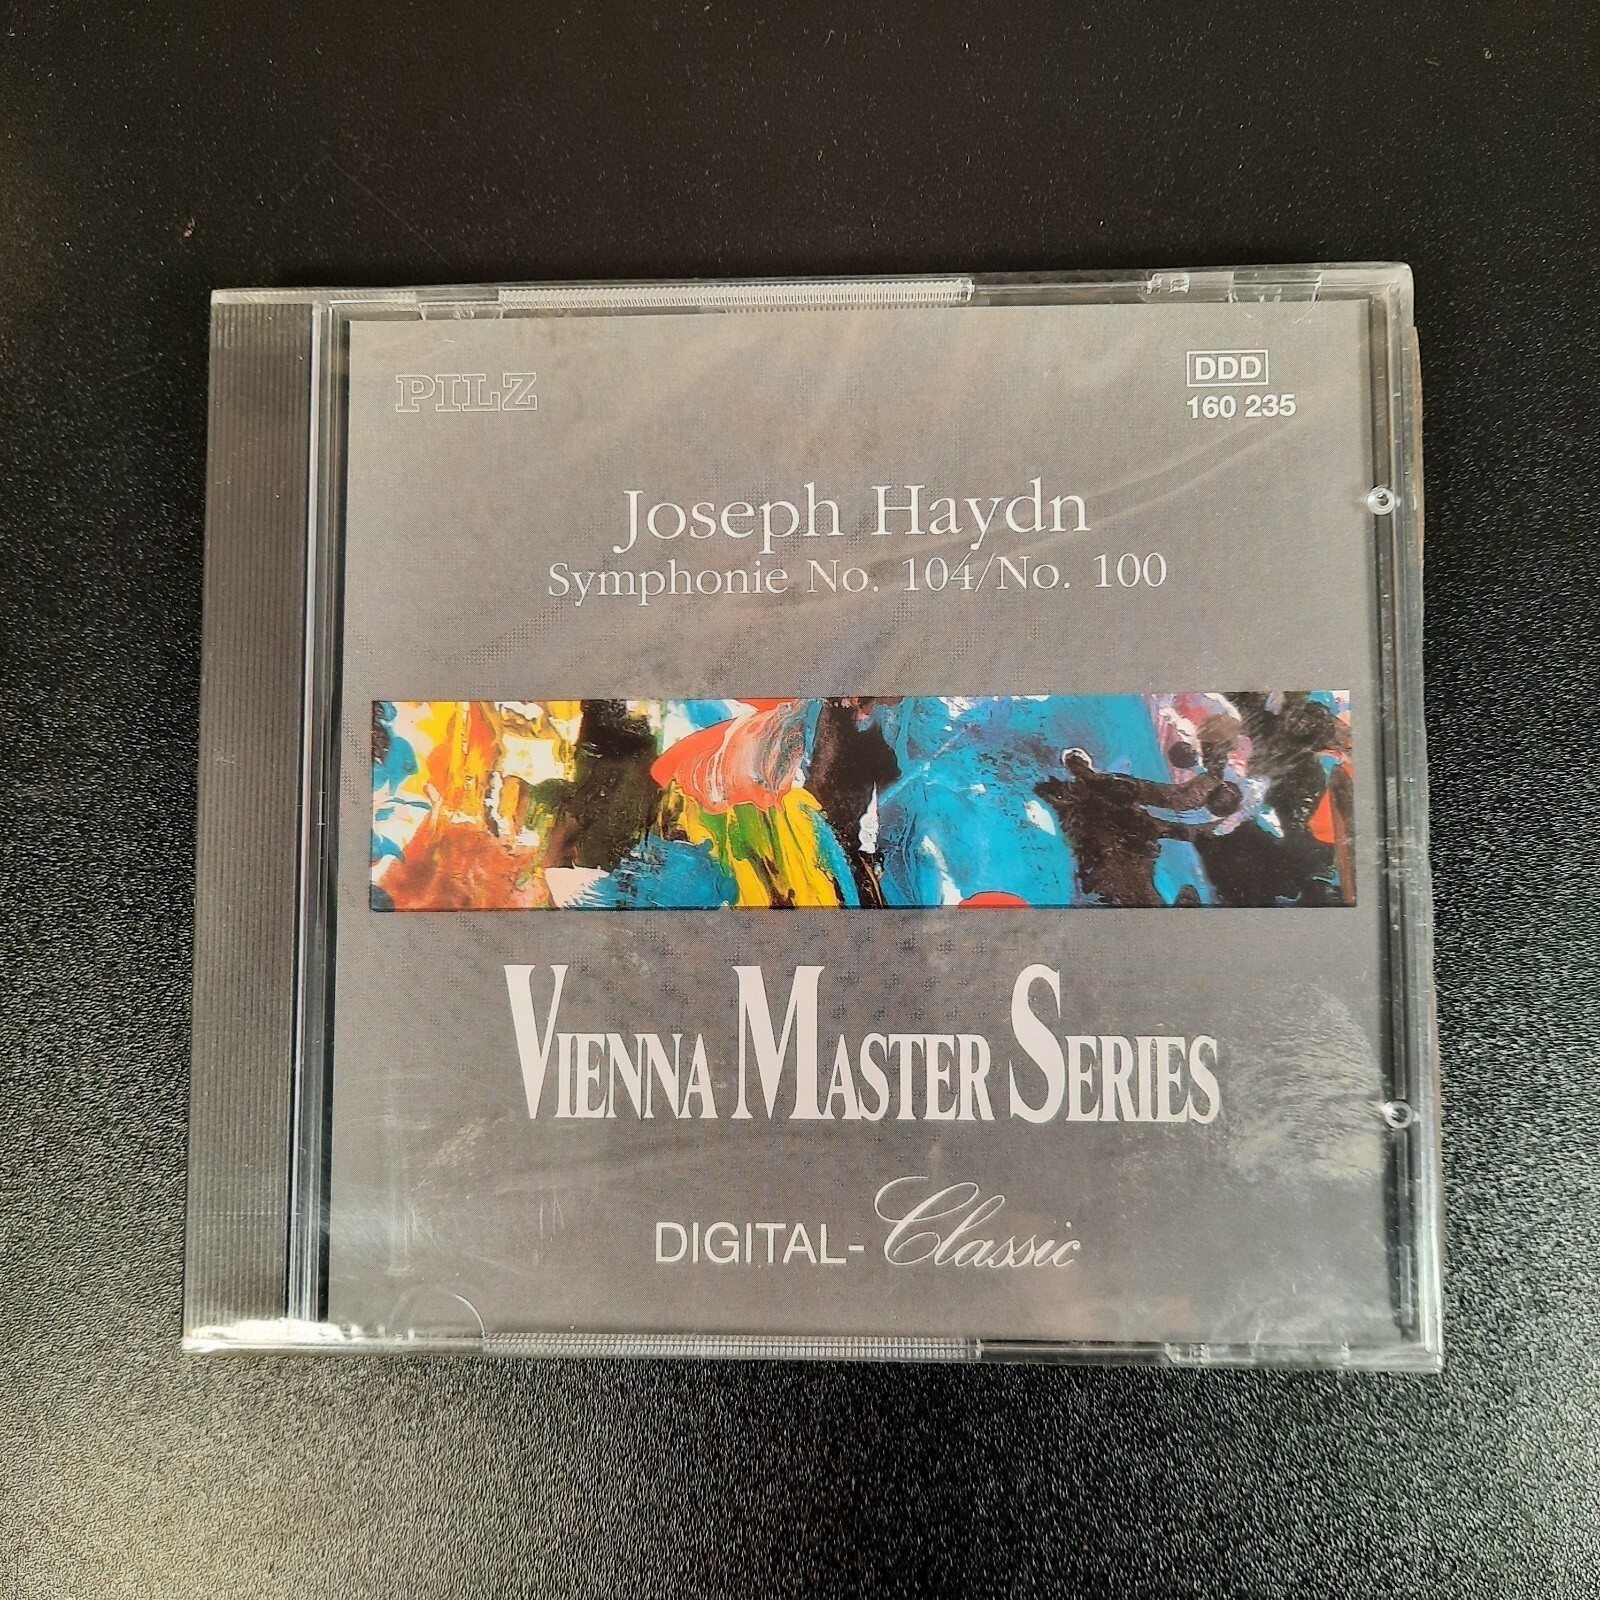 PILZ
DDD
160 235
Joseph Haydn
Symphonie No. 104/No. 100
VIENNA MASTER SERIES
DIGITAL-Classic